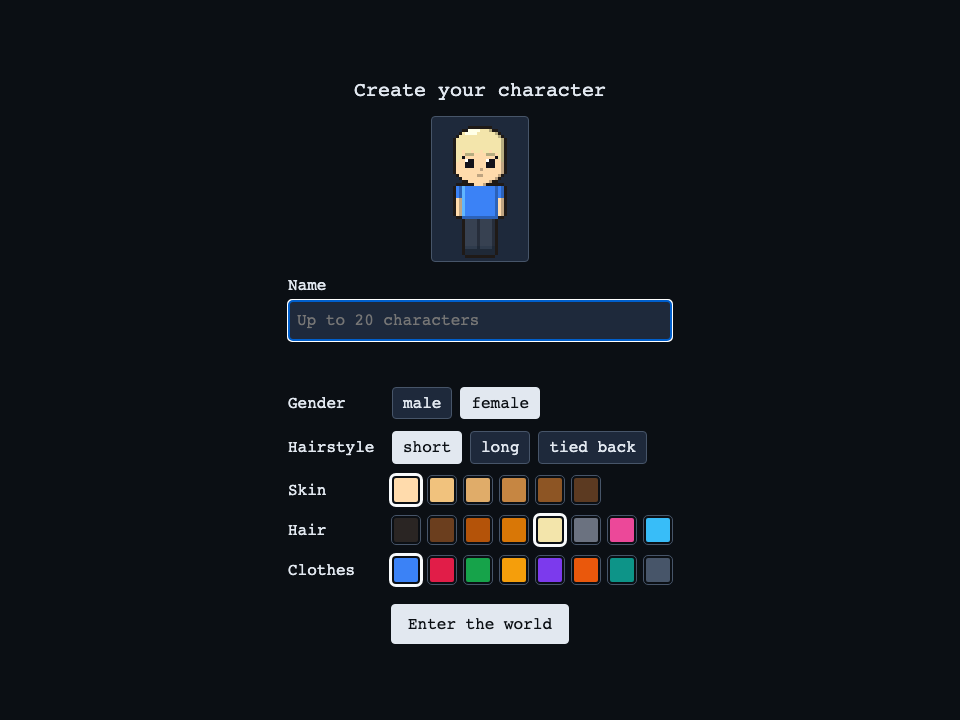 Create your character
Name
Up to 20 characters
Gender male female
Hairstyle short long tied back
Skin
Hair
Clothes
Enter the world